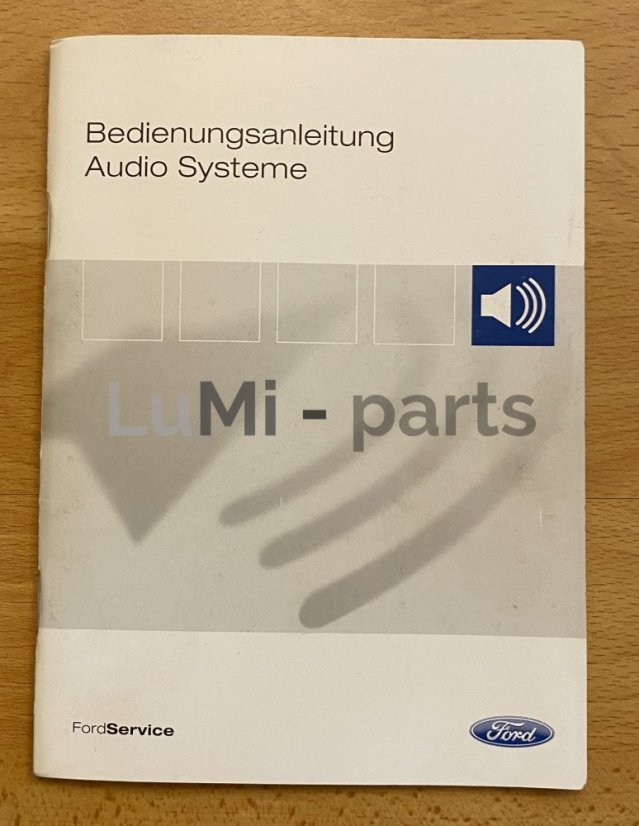 Bedienungsanleitung
Audio Systeme
LuMi - parts
FordService
Ford